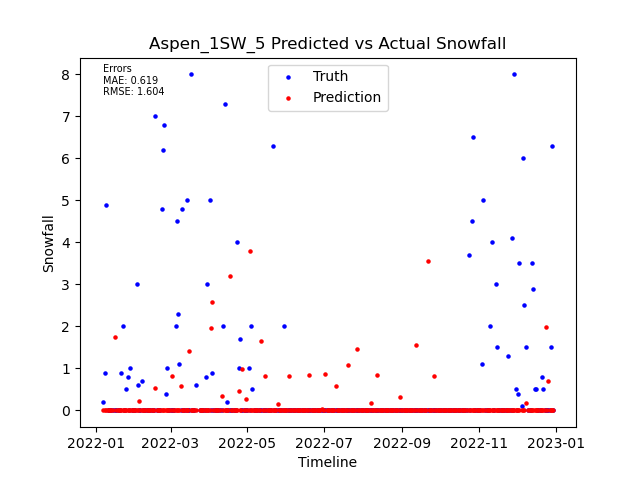 Aspen_1SW_5 Predicted vs Actual Snowfall
Errors
MAE: 0.619
RMSE: 1.604
Truth
Prediction
8
7
6
5
4
3
2
1
0
Snowfall
2022-01
2022-03
2022-05
2022-07
2022-09
2022-11
2023-01
Timeline